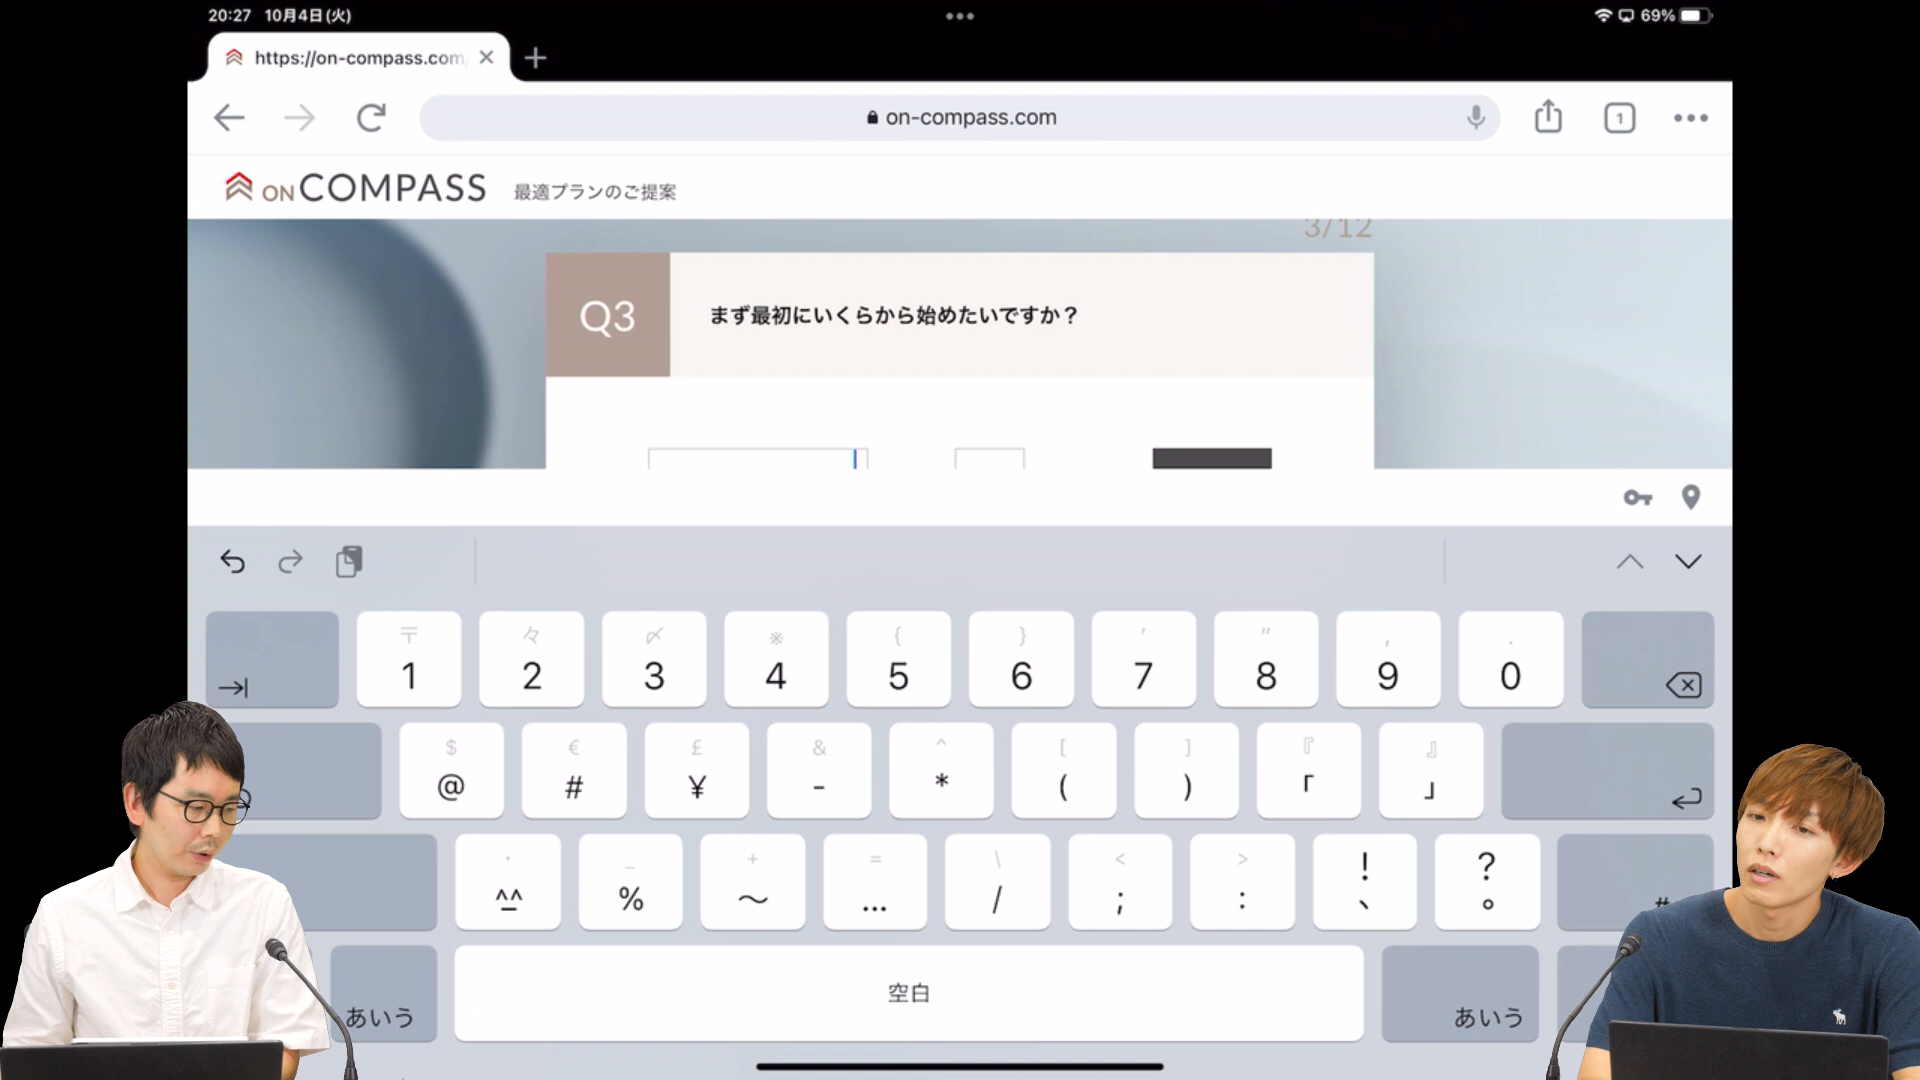 20:27 10月4日(火)
69%
https://on-compass.com
on-compass.com
1
ON COMPASS 最適プランのご提案
3/12
Q3 まず最初にいくらから始めたいですか？
〒 々 〆 ※ { } ′ ″ , .
1 2 3 4 5 6 7 8 9 0
$ € £ & ^ [ ] 『 』
@ # ¥ - * ( ) 「 」
· _ + = \ < > ! ?
^^ % 〜 … / ; : 、 。
あいう 空白 あいう